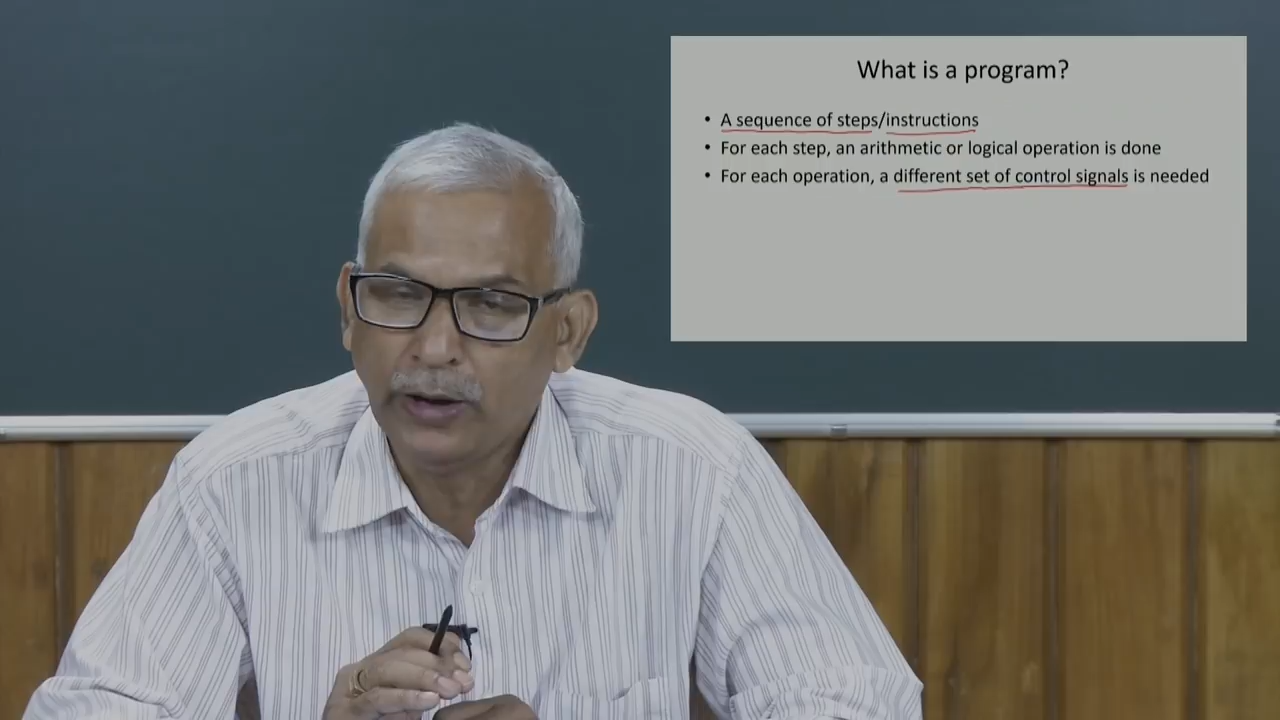 What is a program?
• A sequence of steps/instructions
• For each step, an arithmetic or logical operation is done
• For each operation, a different set of control signals is needed